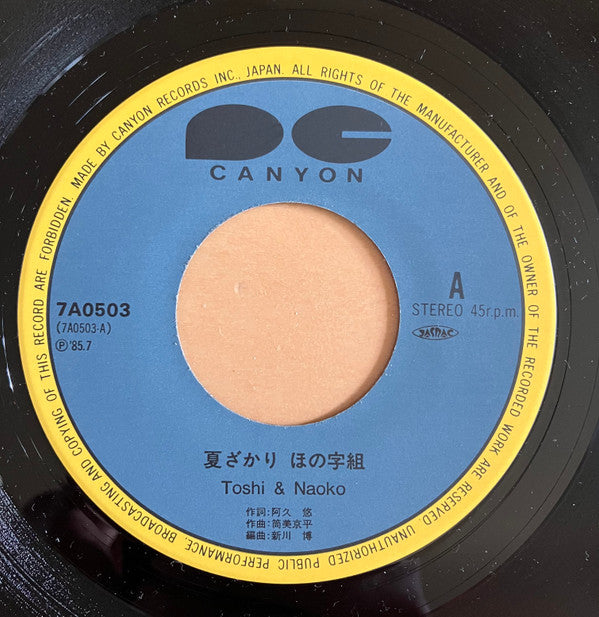 MADE BY CANYON RECORDS INC., JAPAN. ALL RIGHTS OF THE MANUFACTURER AND OF THE OWNER OF THE RECORDED WORK ARE RESERVED. UNAUTHORIZED PUBLIC PERFORMANCE, BROADCASTING AND COPYING OF THIS RECORD ARE FORBIDDEN.
CANYON
7A0503
(7A0503-A)
Ⓟ'85.7
A
STEREO 45r.p.m.
JASRAC
夏ざかり ほの字組
Toshi & Naoko
作詞:阿久 悠
作曲:筒美京平
編曲:新川 博